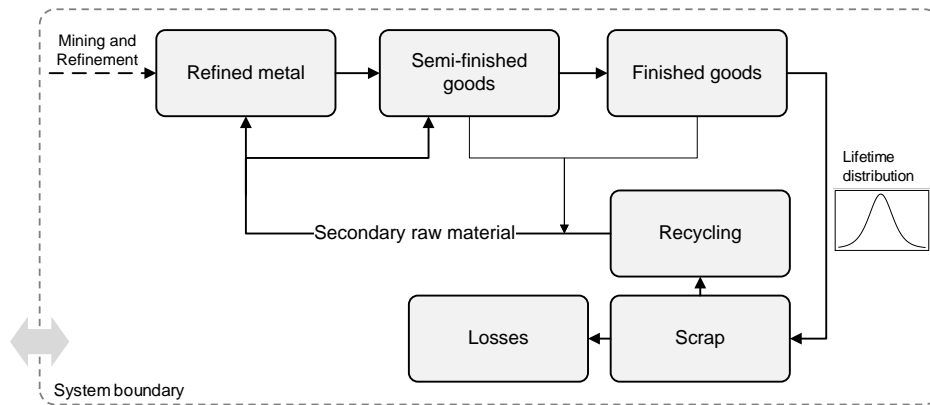 Mining and
Refinement
Refined metal
Semi-finished
goods
Finished goods
Lifetime
distribution
Secondary raw material
Recycling
Losses
Scrap
System boundary